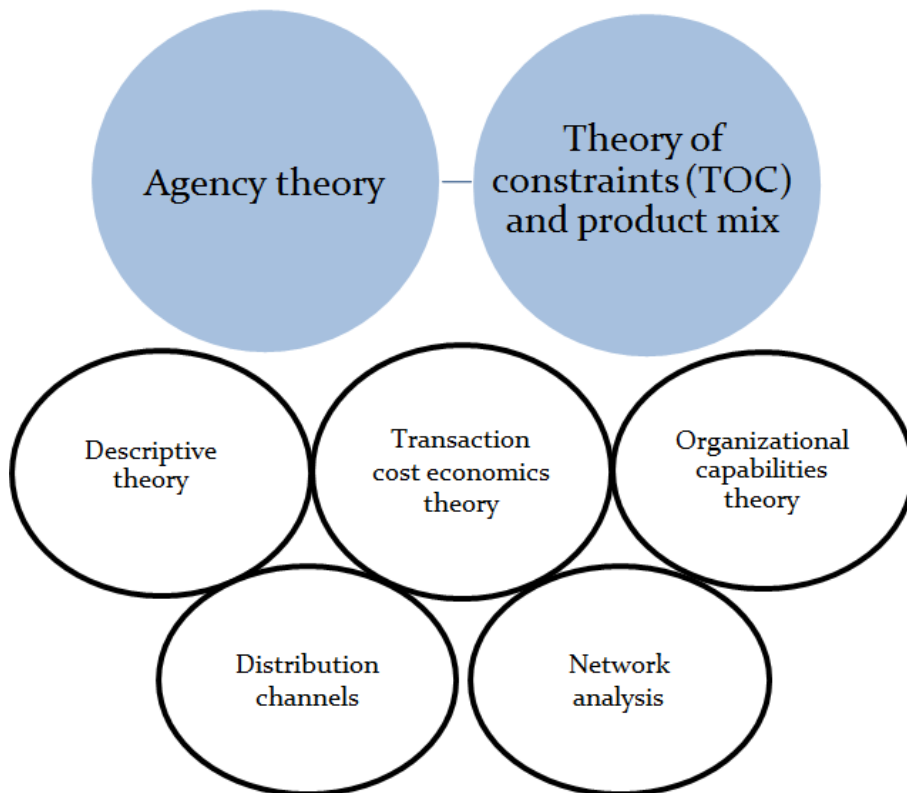 Agency theory
Theory of
constraints (TOC)
and product mix
Descriptive
theory
Transaction
cost economics
theory
Organizational
capabilities
theory
Distribution
channels
Network
analysis